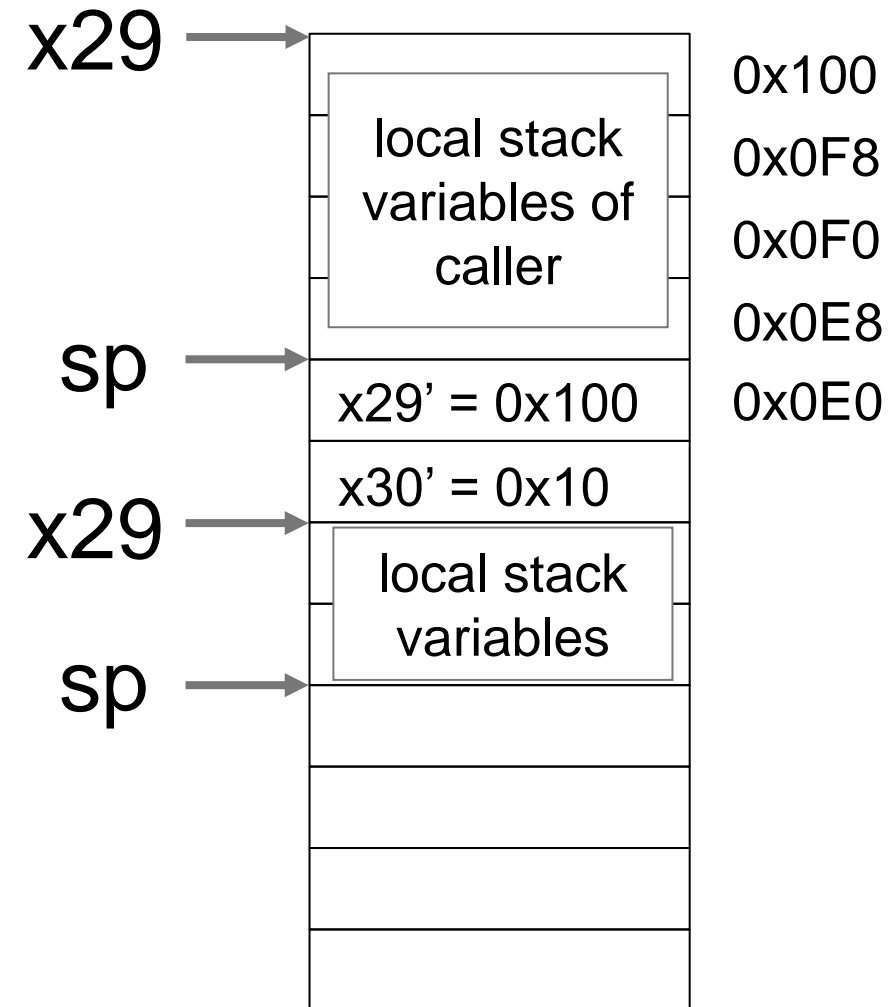 x29
0x100
local stack
variables of
caller
0x0F8
0x0F0
0x0E8
sp
x29’ = 0x100
0x0E0
x30’ = 0x10
x29
local stack
variables
sp